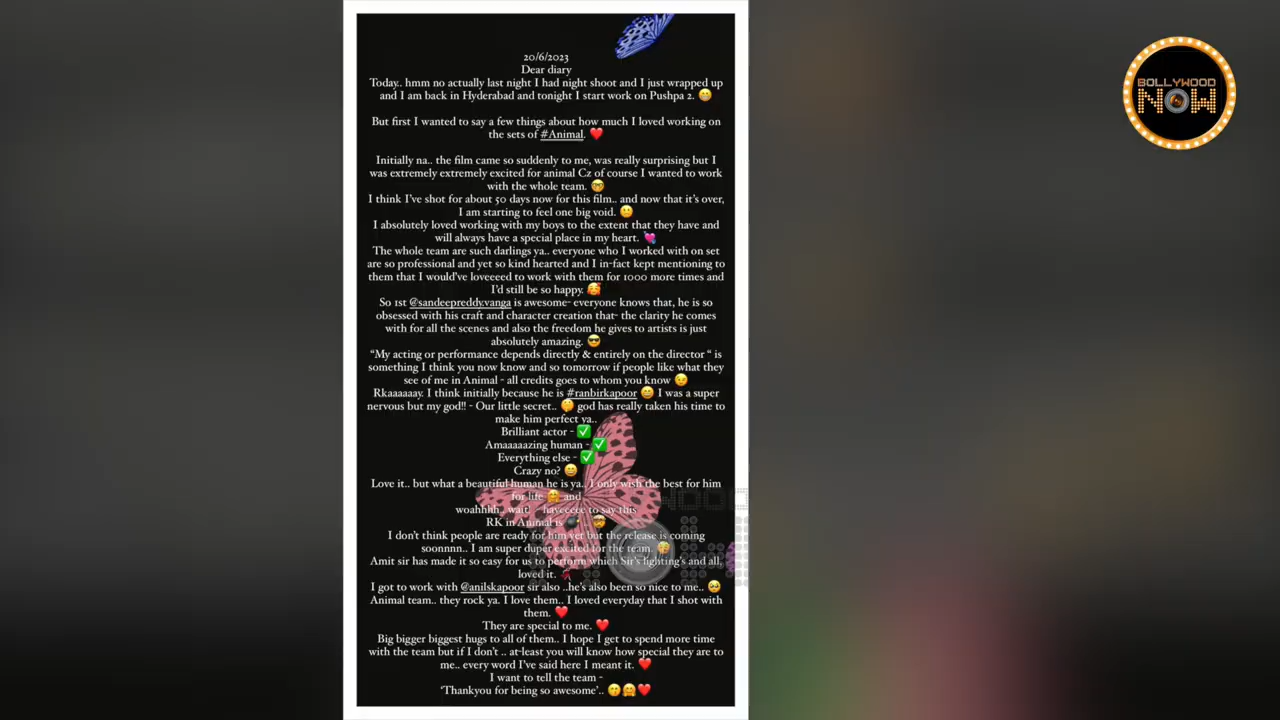 20/6/2023
Dear diary
Today.. hmm no actually last night I had night shoot and I just wrapped up
and I am back in Hyderabad and tonight I start work on Pushpa 2. 😁
But first I wanted to say a few things about how much I loved working on
the sets of #Animal. ❤️
Initially na.. the film came so suddenly to me, was really surprising but I
was extremely extremely excited for animal Cz of course I wanted to work
with the whole team. 🤓
I think I've shot for about 50 days now for this film.. and now that it's over,
I am starting to feel one big void. 🙁
I absolutely loved working with my boys to the extent that they have and
will always have a special place in my heart. 💘
The whole team are such darlings ya.. everyone who I worked with on set
are so professional and yet so kind hearted and I in-fact kept mentioning to
them that I would've loveeeed to work with them for 1000 more times and
I'd still be so happy. 🥰
So 1st @sandeepreddy.vanga is awesome- everyone knows that, he is so
obsessed with his craft and character creation that- the clarity he comes
with for all the scenes and also the freedom he gives to artists is just
absolutely amazing. 😎
“My acting or performance depends directly & entirely on the director “ is
something I think you now know and so tomorrow if people like what they
see of me in Animal - all credits goes to whom you know 😉
Rkaaaaaay. I think initially because he is #ranbirkapoor 😄 I was a super
nervous but my god!! - Our little secret.. 🤔 god has really taken his time to
make him perfect ya..
Brilliant actor - ✅
Amaaaaazing human - ✅
Everything else - ✅
Crazy no? 😄
Love it.. but what a beautiful human he is ya.. I only wish the best for him
for life 🤗 and
woahhhh.. wait! - haveeeee to say this
RK in Animal is 💣 .. 🤯
I don't think people are ready for him yet but the release is coming
soonnnn.. I am super duper excited for the team. 🥳
Amit sir has made it so easy for us to perform which Sir's lighting's and all,
loved it. 💃
I got to work with @anilskapoor sir also ..he's also been so nice to me.. 🥺
Animal team.. they rock ya. I love them.. I loved everyday that I shot with
them. ❤️
They are special to me. ❤️
Big bigger biggest hugs to all of them.. I hope I get to spend more time
with the team but if I don't .. at-least you will know how special they are to
me.. every word I've said here I meant it. ❤️
I want to tell the team -
‘Thankyou for being so awesome’.. 😙🤗❤️
BOLLYWOOD
NOW